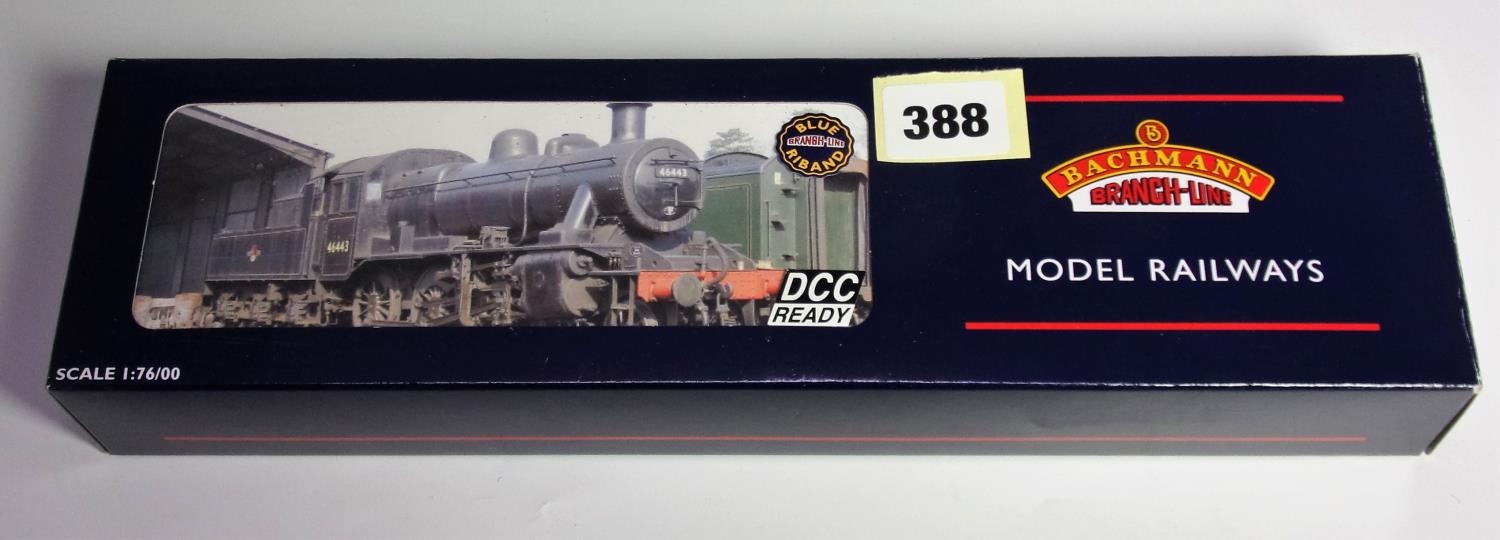 388
BLUE
BRANCH-LINE
RIBAND
46443
46443
BACHMANN
BRANCH-LINE
MODEL RAILWAYS
DCC
READY
SCALE 1:76/00